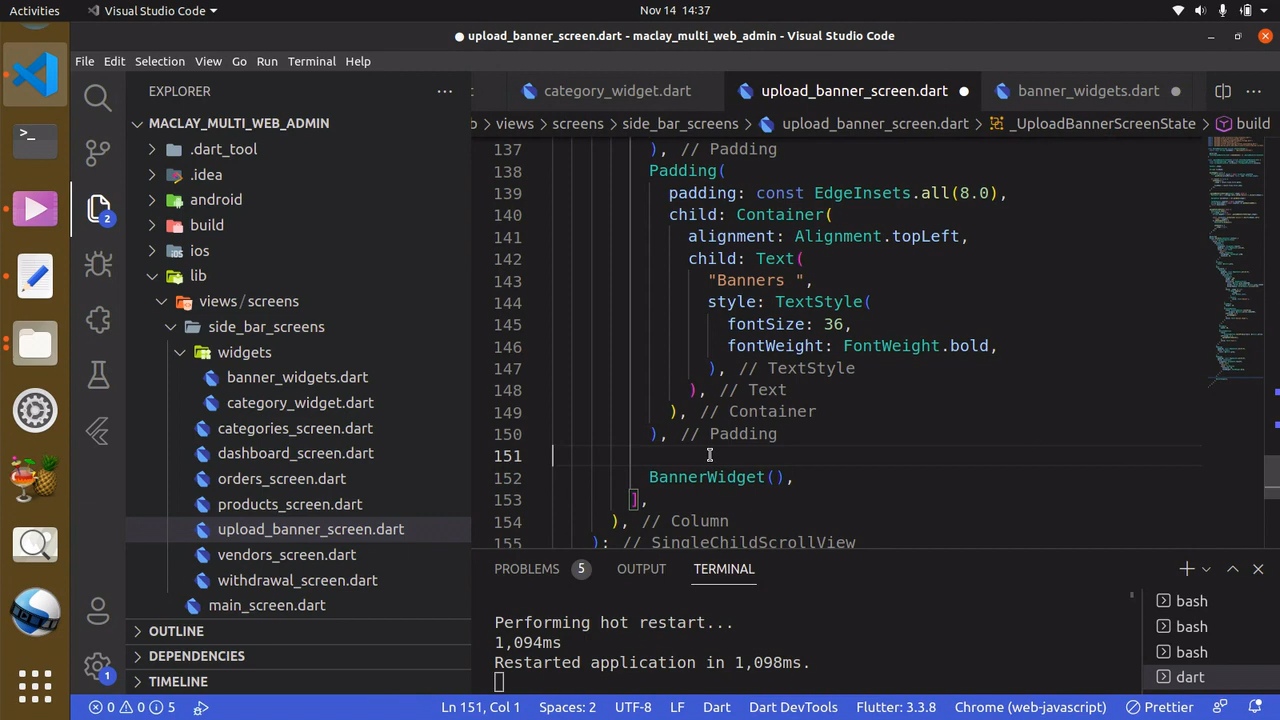 Activities
Visual Studio Code
Nov 14 14:37
upload_banner_screen.dart - maclay_multi_web_admin - Visual Studio Code
File Edit Selection View Go Run Terminal Help
EXPLORER
category_widget.dart
upload_banner_screen.dart
banner_widgets.dart
b > views > screens > side_bar_screens > upload_banner_screen.dart > _UploadBannerScreenState > build
MACLAY_MULTI_WEB_ADMIN
.dart_tool
.idea
android
build
ios
lib
views/screens
side_bar_screens
widgets
banner_widgets.dart
category_widget.dart
categories_screen.dart
dashboard_screen.dart
orders_screen.dart
products_screen.dart
upload_banner_screen.dart
vendors_screen.dart
withdrawal_screen.dart
main_screen.dart
OUTLINE
DEPENDENCIES
TIMELINE
2
1
137 ), // Padding
138 Padding(
139 padding: const EdgeInsets.all(8.0),
140 child: Container(
141 alignment: Alignment.topLeft,
142 child: Text(
143 "Banners ",
144 style: TextStyle(
145 fontSize: 36,
146 fontWeight: FontWeight.bold,
147 ), // TextStyle
148 ), // Text
149 ), // Container
150 ), // Padding
151
152 BannerWidget(),
153 ],
154 ), // Column
155 ); // SingleChildScrollView
PROBLEMS 5 OUTPUT TERMINAL
Performing hot restart...
1,094ms
Restarted application in 1,098ms.
bash
bash
bash
dart
0 0 5
Ln 151, Col 1 Spaces: 2 UTF-8 LF Dart Dart DevTools Flutter: 3.3.8 Chrome (web-javascript) Prettier